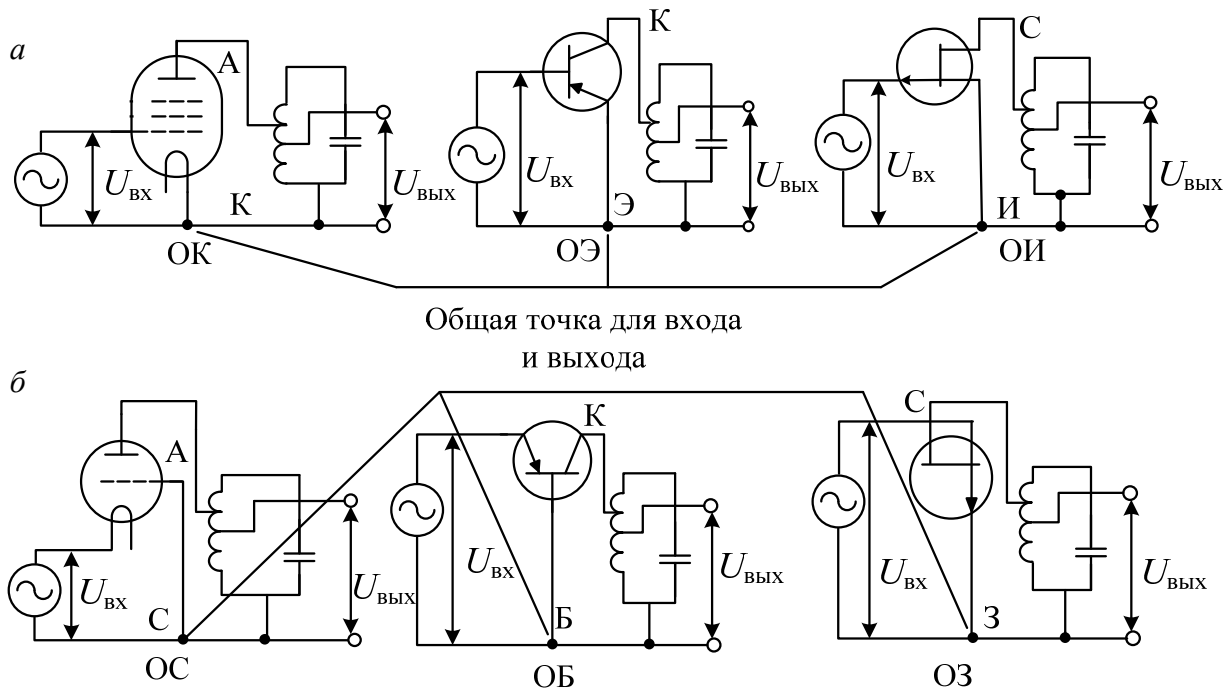 а
А
К
С
Uвх
Uвых
Uвх
Uвых
Uвх
Uвых
К
Э
И
ОК
ОЭ
ОИ
Общая точка для входа
и выхода
б
А
К
С
Uвх
Uвых
Uвх
Uвых
Uвх
Uвых
С
Б
З
ОС
ОБ
ОЗ